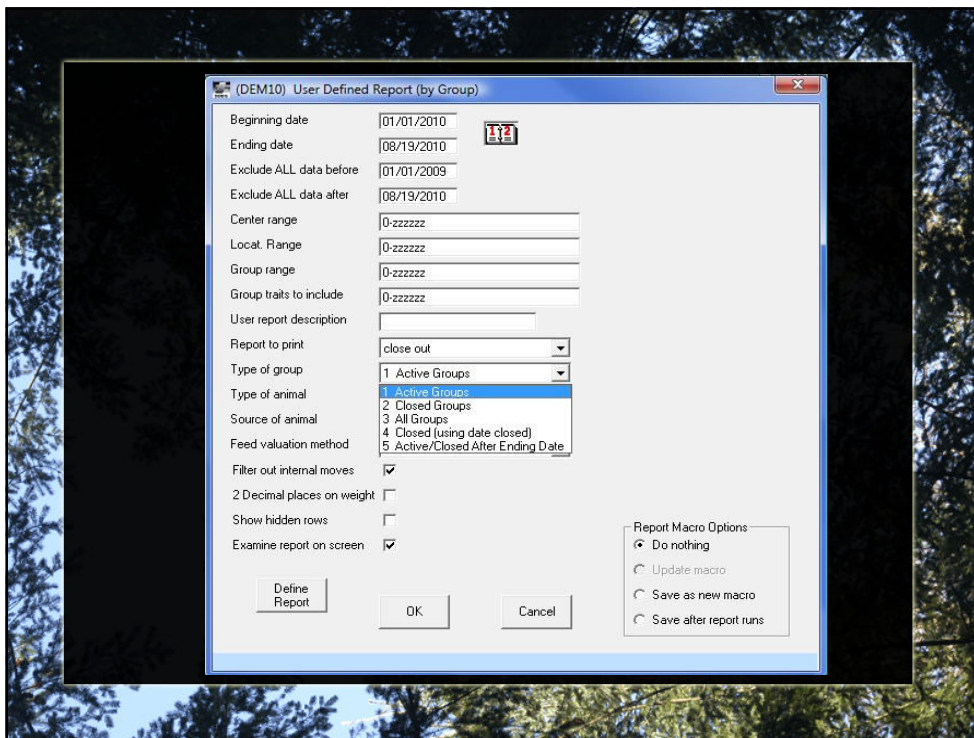 (DEM10) User Defined Report (by Group)
Beginning date 01/01/2010
Ending date 08/19/2010
Exclude ALL data before 01/01/2009
Exclude ALL data after 08/19/2010
Center range 0-zzzzzz
Locat. Range 0-zzzzzz
Group range 0-zzzzzz
Group traits to include 0-zzzzzz
User report description
Report to print close out
Type of group 1 Active Groups
Type of animal 1 Active Groups
2 Closed Groups
Source of animal 3 All Groups
4 Closed (using date closed)
Feed valuation method 5 Active/Closed After Ending Date
Filter out internal moves
2 Decimal places on weight
Show hidden rows
Examine report on screen
Define
Report
OK
Cancel
Report Macro Options
Do nothing
Update macro
Save as new macro
Save after report runs